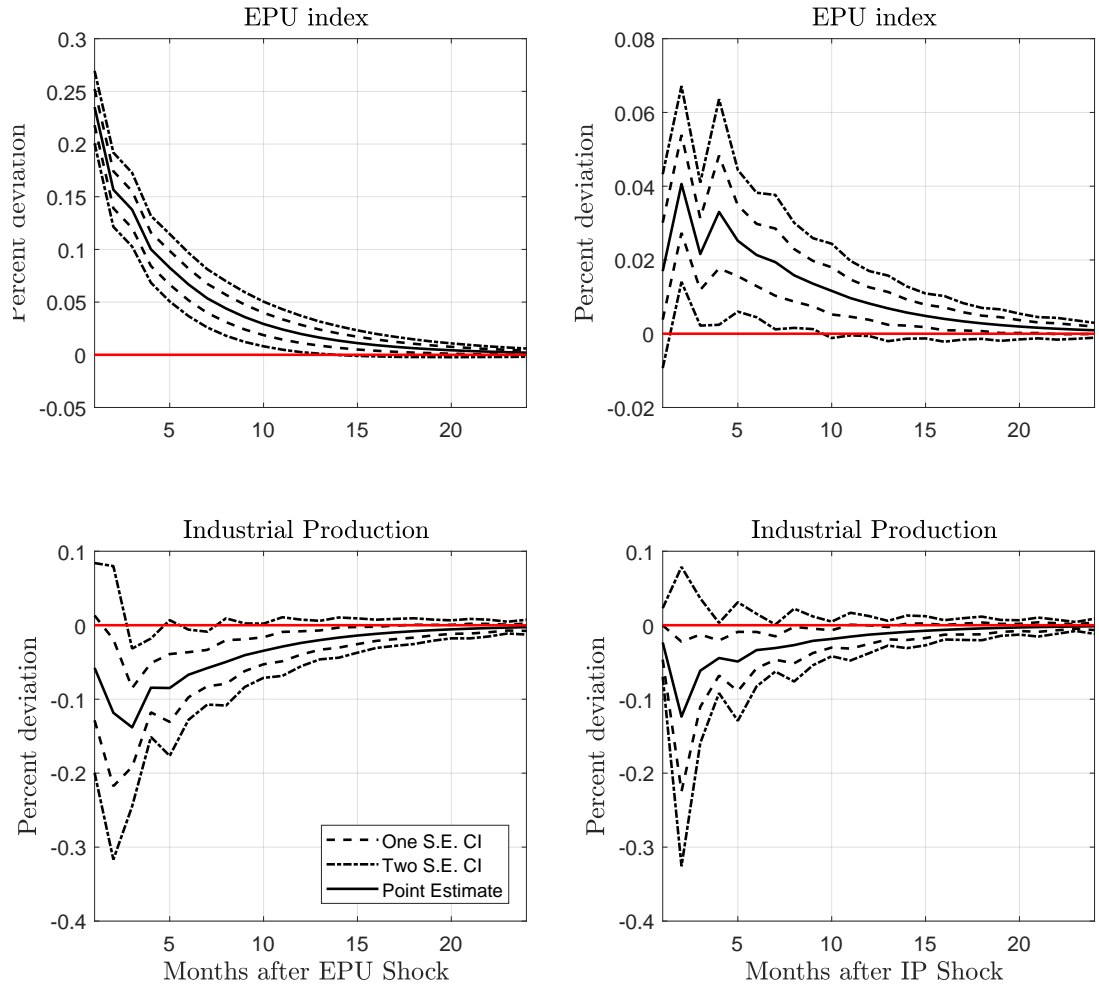 EPU index
0.3
0.25
0.2
0.15
0.1
0.05
0
-0.05
5 10 15 20
Percent deviation
EPU index
0.08
0.06
0.04
0.02
0
-0.02
5 10 15 20
Percent deviation
Industrial Production
0.1
0
-0.1
-0.2
-0.3
-0.4
5 10 15 20
Percent deviation
Months after EPU Shock
One S.E. CI
Two S.E. CI
Point Estimate
Industrial Production
0.1
0
-0.1
-0.2
-0.3
-0.4
5 10 15 20
Percent deviation
Months after IP Shock